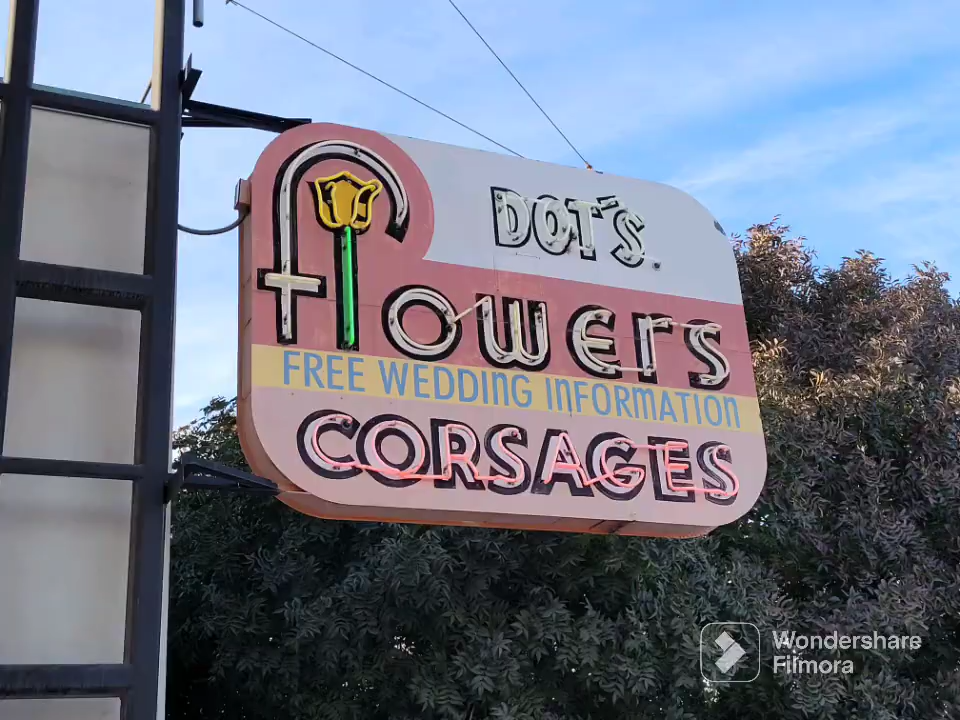 DOT'S
flowers
FREE WEDDING INFORMATION
CORSAGES
Wondershare
Filmora